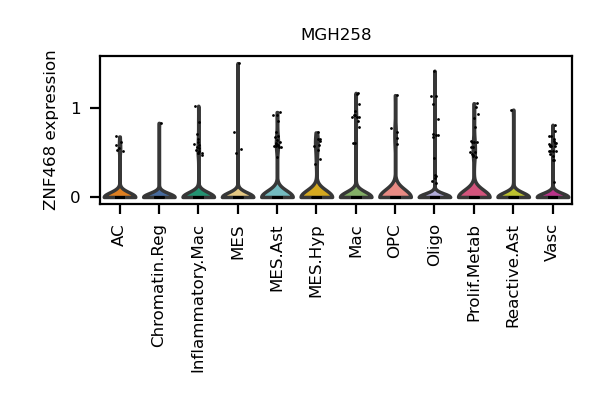 MGH258
ZNF468 expression
1
0
AC
Chromatin.Reg
Inflammatory.Mac
MES
MES.Ast
MES.Hyp
Mac
OPC
Oligo
Prolif.Metab
Reactive.Ast
Vasc